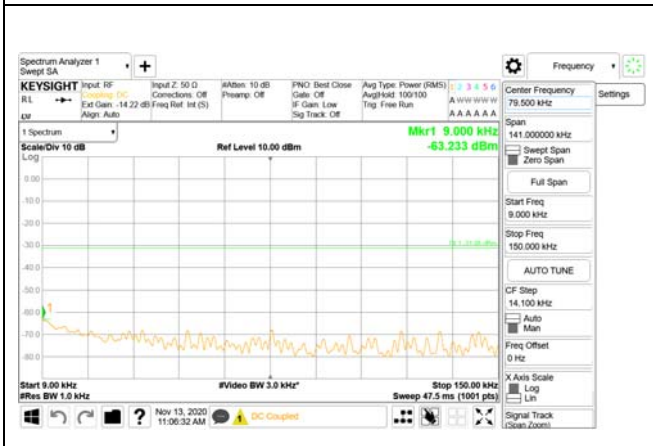 Spectrum Analyzer 1
Swept SA
Frequency
KEYSIGHT
RL
Input: RF
Coupling: DC
Ext Gain: -14.22 dB
Align: Auto
Input Z: 50 Ω
Corrections: Off
Freq Ref: Int (S)
#Atten: 10 dB
Preamp: Off
PNO: Best Close
Gate: Off
IF Gain: Low
Sig Track: Off
Avg Type: Power (RMS)
Avg|Hold: 100/100
Trig: Free Run
1 2 3 4 5 6
A W W W W W
A A A A A A
1 Spectrum
Scale/Div 10 dB
Ref Level 10.00 dBm
Mkr1 9.000 kHz
-63.233 dBm
Log
0.00
-10.0
-20.0
-30.0
-40.0
-50.0
-60.0
-70.0
-80.0
1
Start 9.00 kHz
#Res BW 1.0 kHz
#Video BW 3.0 kHz*
Stop 150.00 kHz
Sweep 47.5 ms (1001 pts)
Nov 13, 2020
11:06:32 AM
DC Coupled
Center Frequency
79.500 kHz
Settings
Span
141.000000 kHz
Swept Span
Zero Span
Full Span
Start Freq
9.000 kHz
Stop Freq
150.000 kHz
AUTO TUNE
CF Step
14.100 kHz
Auto
Man
Freq Offset
0 Hz
X Axis Scale
Log
Lin
Signal Track
(Span Zoom)